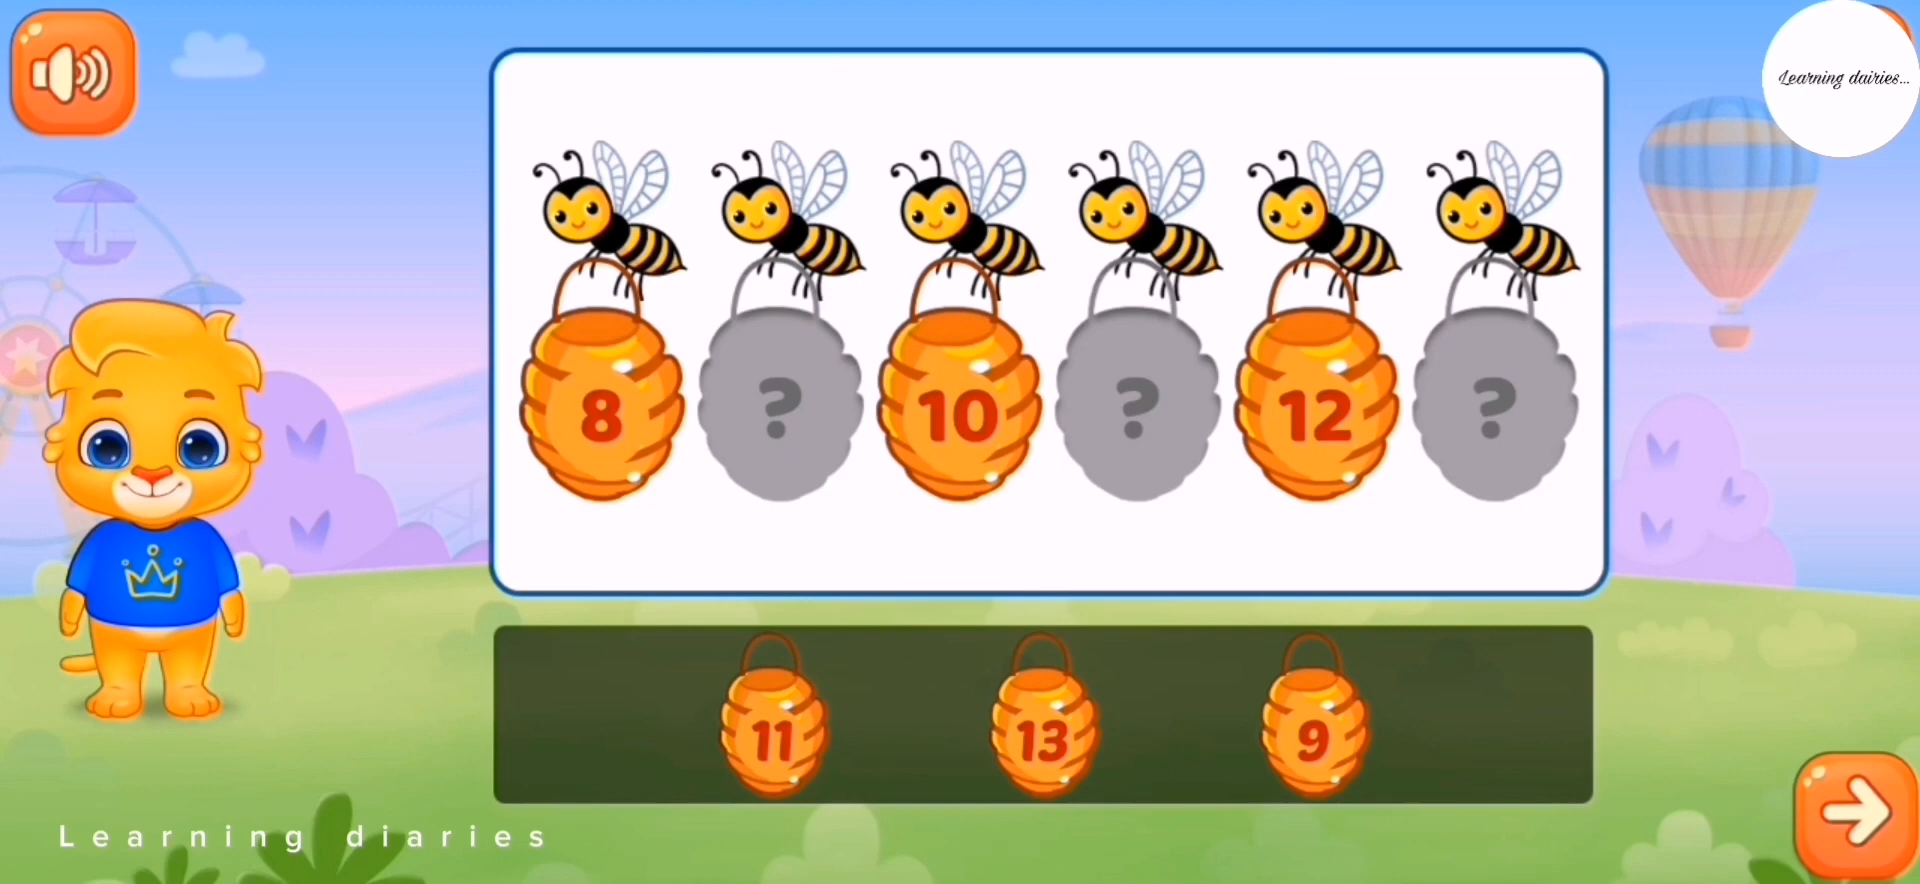 Learning dairies...
8 ? 10 ? 12 ?
11 13 9
Learning diaries